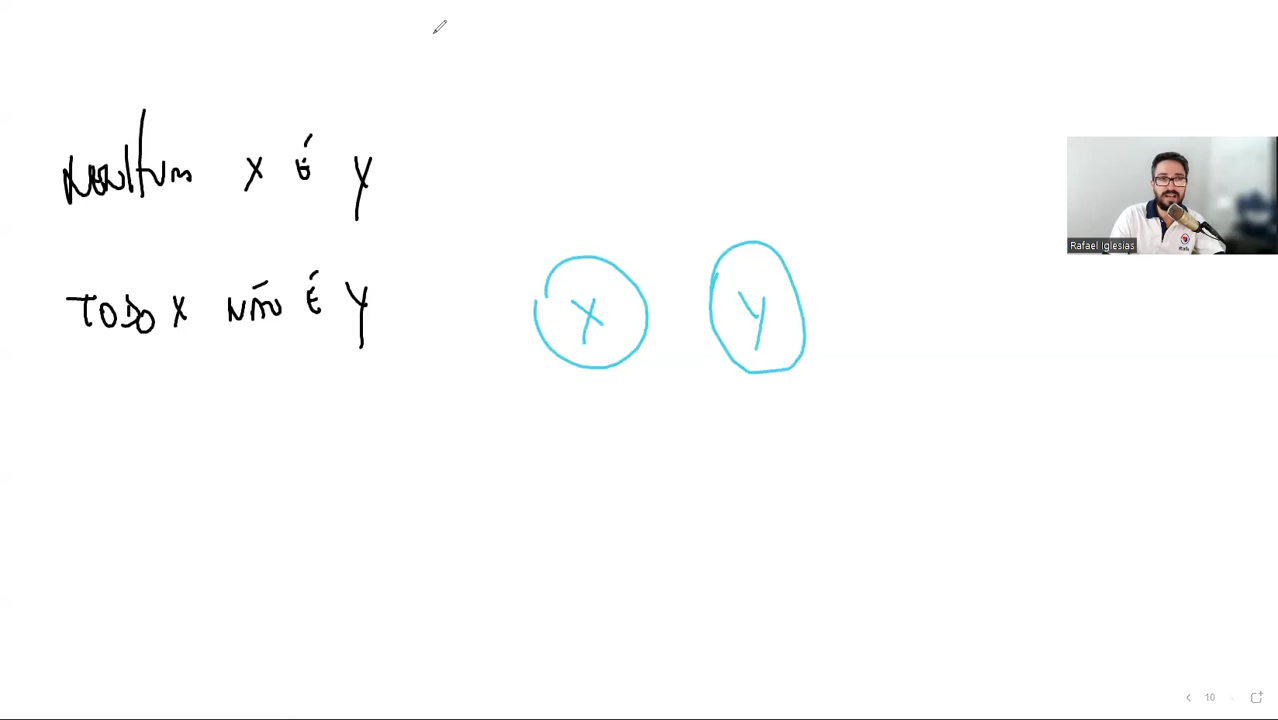 NENHUM X É Y
TODO X NÃO É Y
X
Y
Rafael Iglesias
10